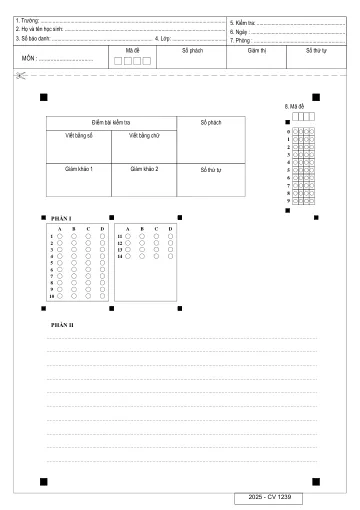 1. Trường: ................................
2. Họ và tên học sinh: ................................
3. Số báo danh: ................................ 4. Lớp: ................
5. Kiểm tra: ................................
6. Ngày : ................................
7. Phòng : ................................
MÔN : ................................
Mã đề
Số phách
Giám thị
Số thứ tự
8. Mã đề
Điểm bài kiểm tra
Số phách
Viết bằng số
Viết bằng chữ
Giám khảo 1
Giám khảo 2
Số thứ tự
0
1
2
3
4
5
6
7
8
9
PHẦN I
A B C D
1
2
3
4
5
6
7
8
9
10
A B C D
11
12
13
14
PHẦN II
2025 - CV 1239